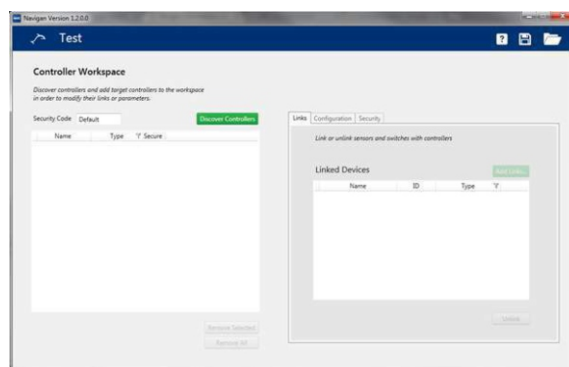 Navigan Version 1.2.0.0
Test
?
Controller Workspace
Discover controllers and add target controllers to the workspace
in order to modify their links or parameters.
Security Code Default Discover Controllers
Name Type Secure
Remove Selected
Remove All
Links Configuration Security
Link or unlink sensors and switches with controllers
Linked Devices Add Links...
Name ID Type
Unlink